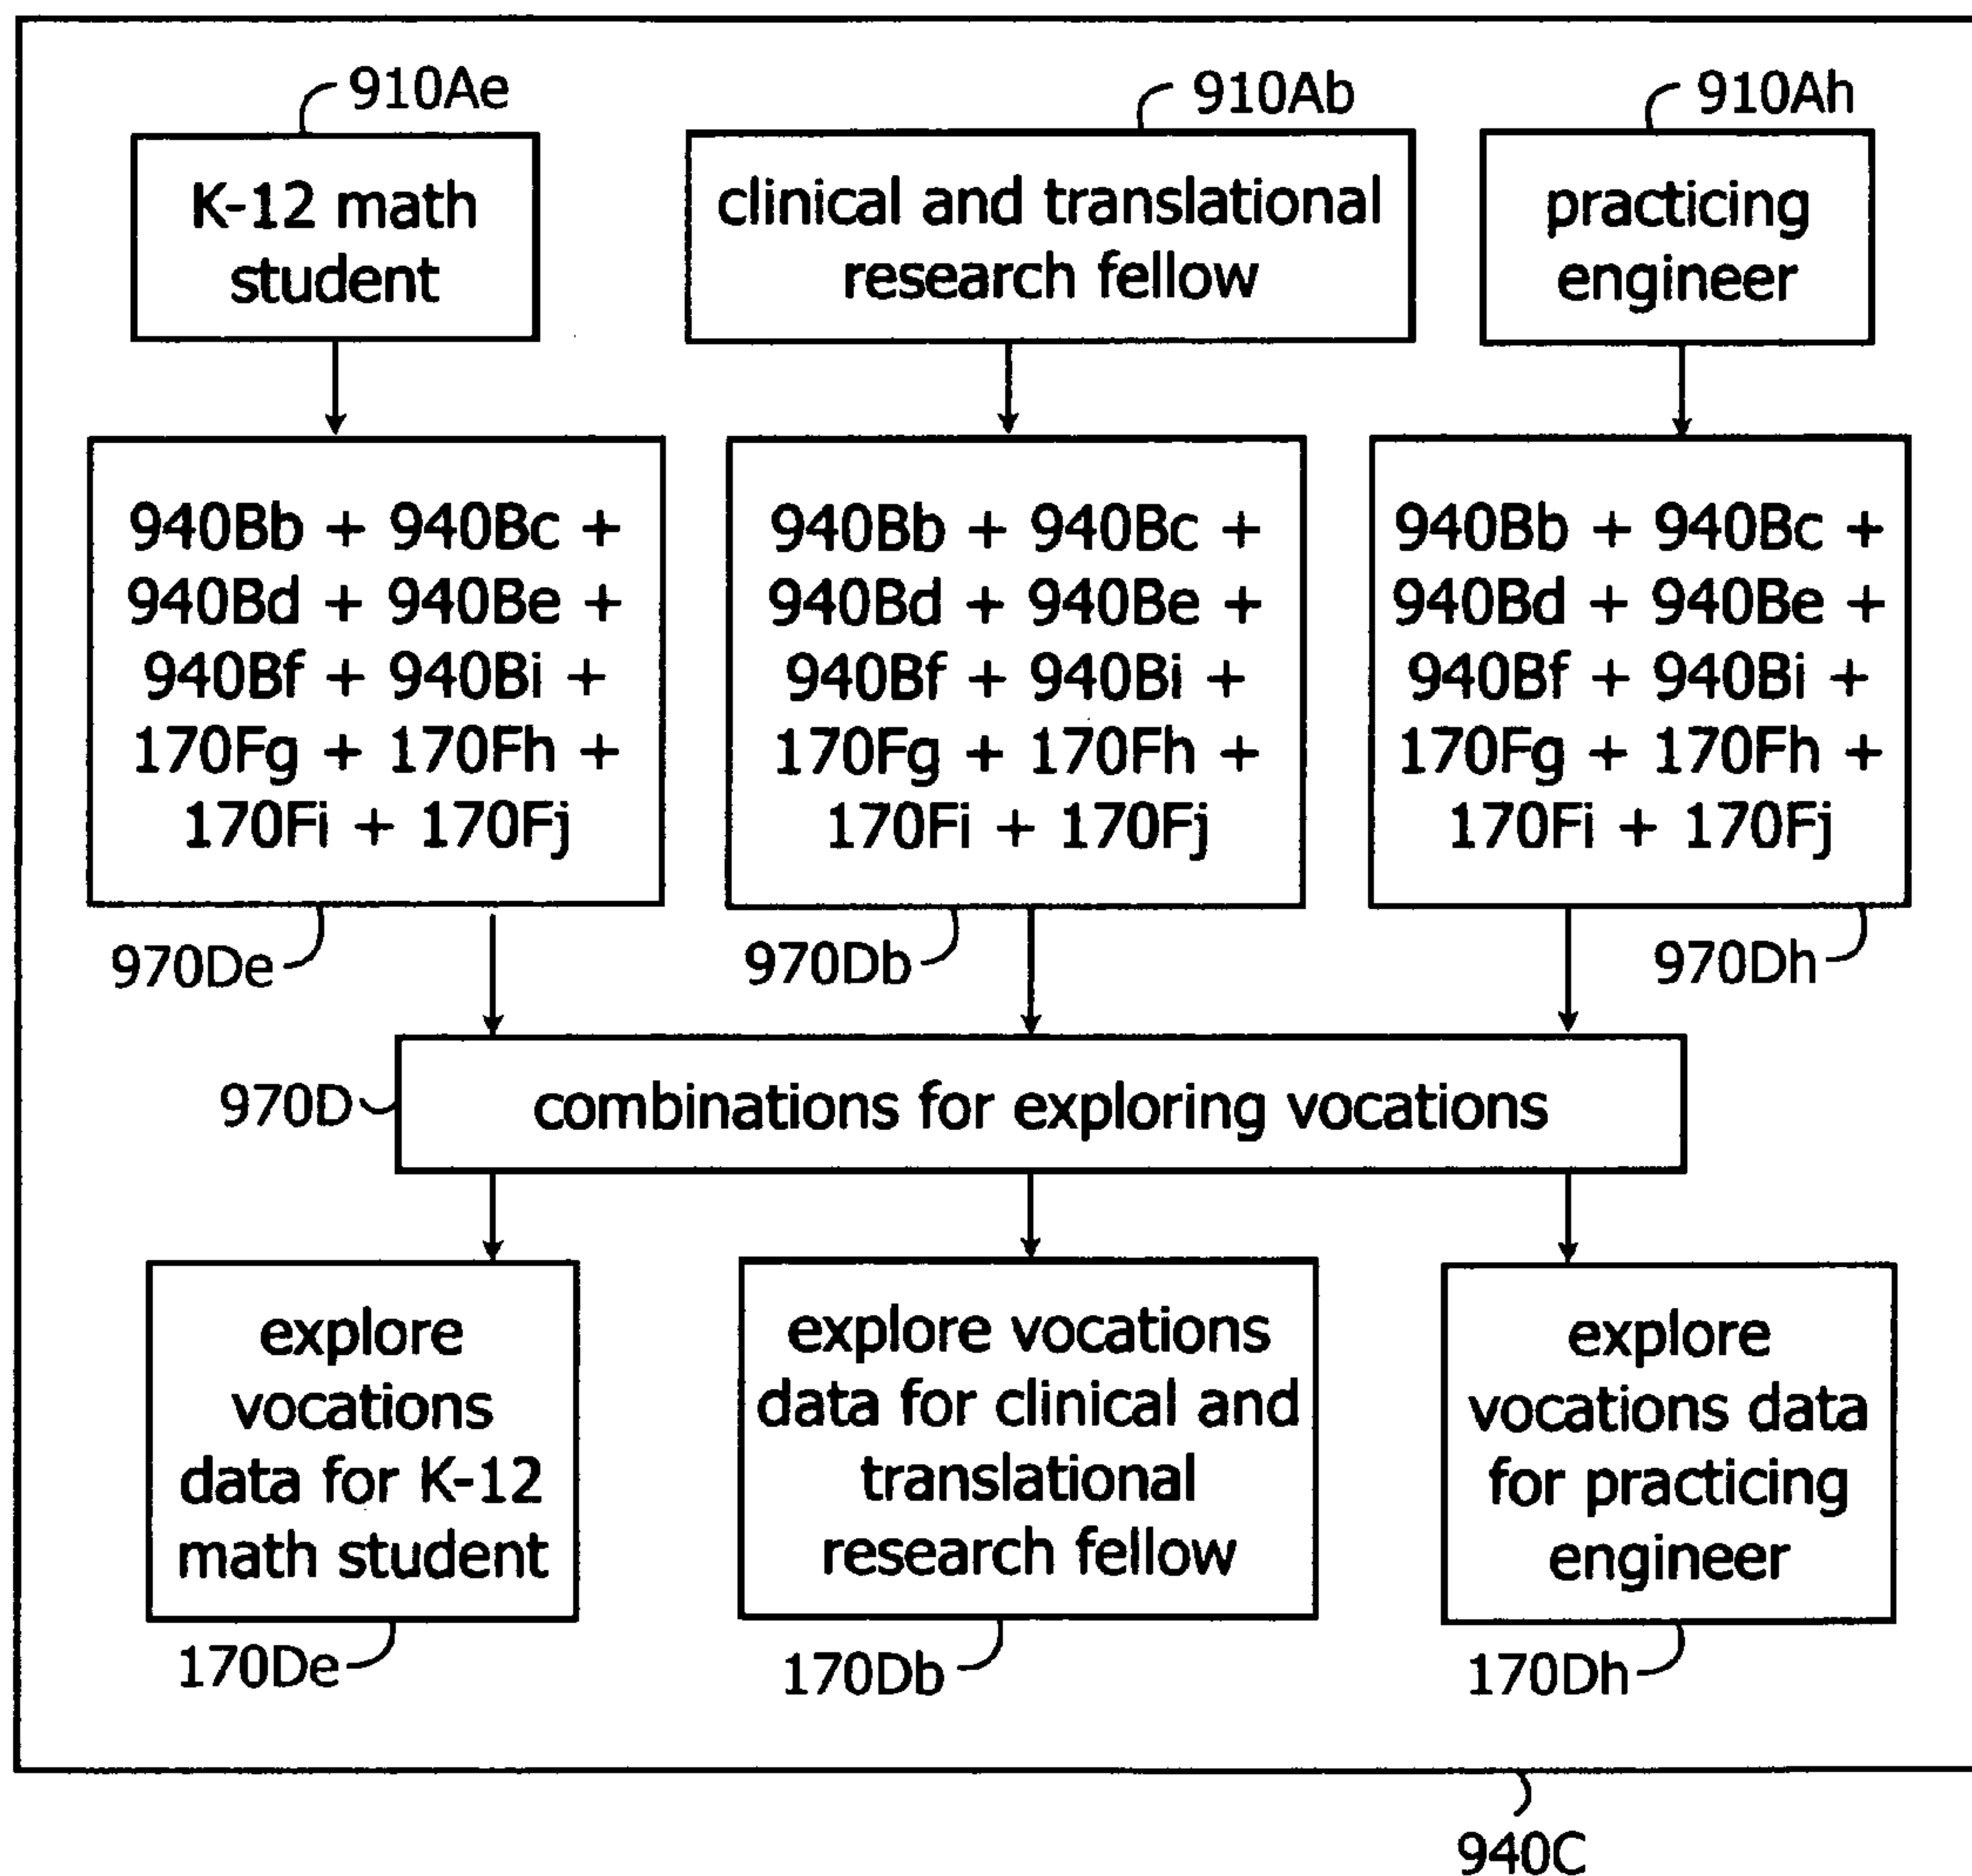 910Ae
910Ab
910Ah
K-12 math
student
clinical and translational
research fellow
practicing
engineer
940Bb + 940Bc +
940Bd + 940Be +
940Bf + 940Bi +
170Fg + 170Fh +
170Fi + 170Fj
940Bb + 940Bc +
940Bd + 940Be +
940Bf + 940Bi +
170Fg + 170Fh +
170Fi + 170Fj
940Bb + 940Bc +
940Bd + 940Be +
940Bf + 940Bi +
170Fg + 170Fh +
170Fi + 170Fj
970De
970Db
970Dh
970D
combinations for exploring vocations
explore
vocations
data for K-12
math student
explore vocations
data for clinical and
translational
research fellow
explore
vocations data
for practicing
engineer
170De
170Db
170Dh
940C